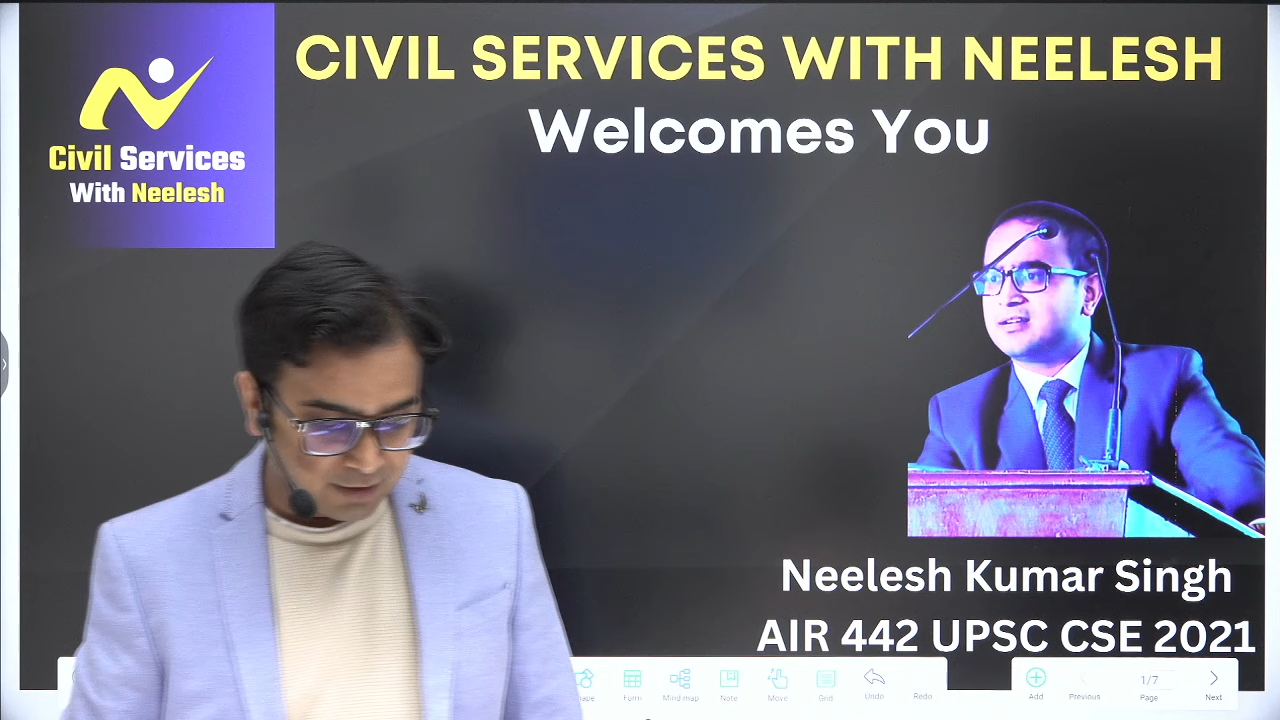 CIVIL SERVICES WITH NEELESH
Welcomes You
Civil Services
With Neelesh
Neelesh Kumar Singh
AIR 442 UPSC CSE 2021
Form
Mind map
Note
Move
Grid
Undo
Redo
Add
Previous
1/7
Page
Next